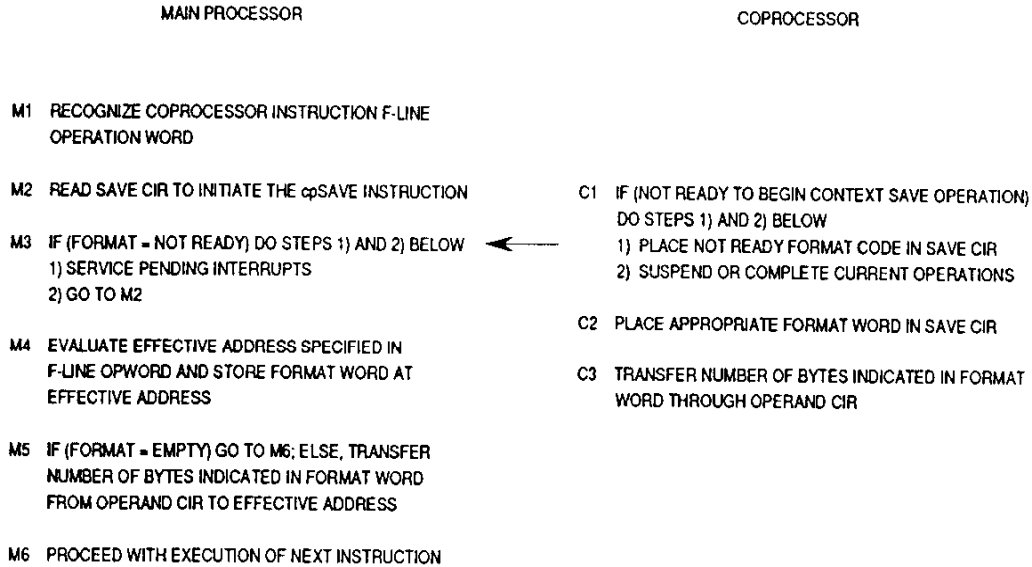 MAIN PROCESSOR
COPROCESSOR
M1 RECOGNIZE COPROCESSOR INSTRUCTION F-LINE
OPERATION WORD
M2 READ SAVE CIR TO INITIATE THE cpSAVE INSTRUCTION
M3 IF (FORMAT = NOT READY) DO STEPS 1) AND 2) BELOW
1) SERVICE PENDING INTERRUPTS
2) GO TO M2
M4 EVALUATE EFFECTIVE ADDRESS SPECIFIED IN
F-LINE OPWORD AND STORE FORMAT WORD AT
EFFECTIVE ADDRESS
M5 IF (FORMAT = EMPTY) GO TO M6; ELSE, TRANSFER
NUMBER OF BYTES INDICATED IN FORMAT WORD
FROM OPERAND CIR TO EFFECTIVE ADDRESS
M6 PROCEED WITH EXECUTION OF NEXT INSTRUCTION
C1 IF (NOT READY TO BEGIN CONTEXT SAVE OPERATION)
DO STEPS 1) AND 2) BELOW
1) PLACE NOT READY FORMAT CODE IN SAVE CIR
2) SUSPEND OR COMPLETE CURRENT OPERATIONS
C2 PLACE APPROPRIATE FORMAT WORD IN SAVE CIR
C3 TRANSFER NUMBER OF BYTES INDICATED IN FORMAT
WORD THROUGH OPERAND CIR